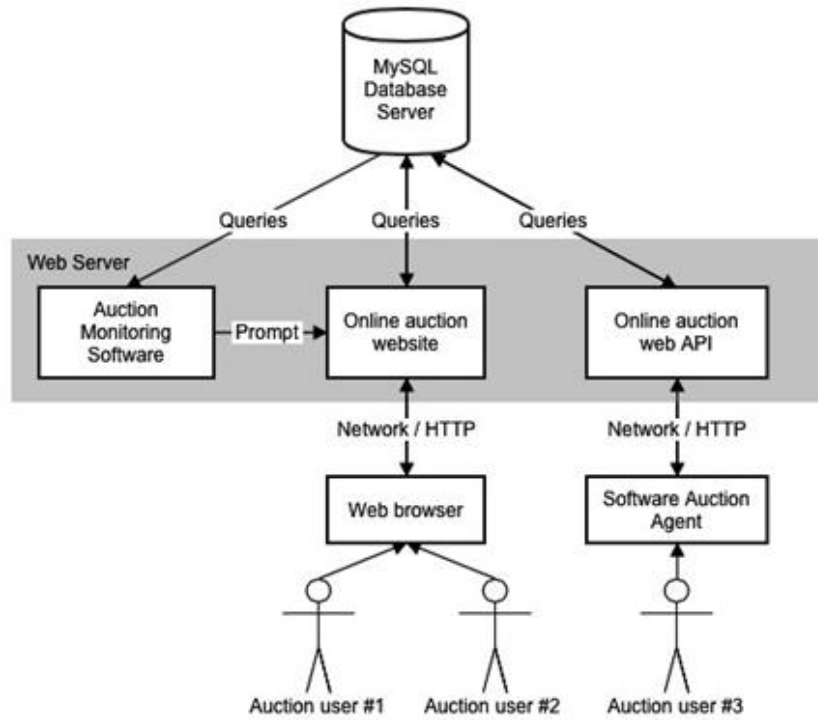 MySQL
Database
Server
Queries
Queries
Queries
Web Server
Auction
Monitoring
Software
Prompt
Online auction
website
Online auction
web API
Network / HTTP
Network / HTTP
Web browser
Software Auction
Agent
Auction user #1
Auction user #2
Auction user #3